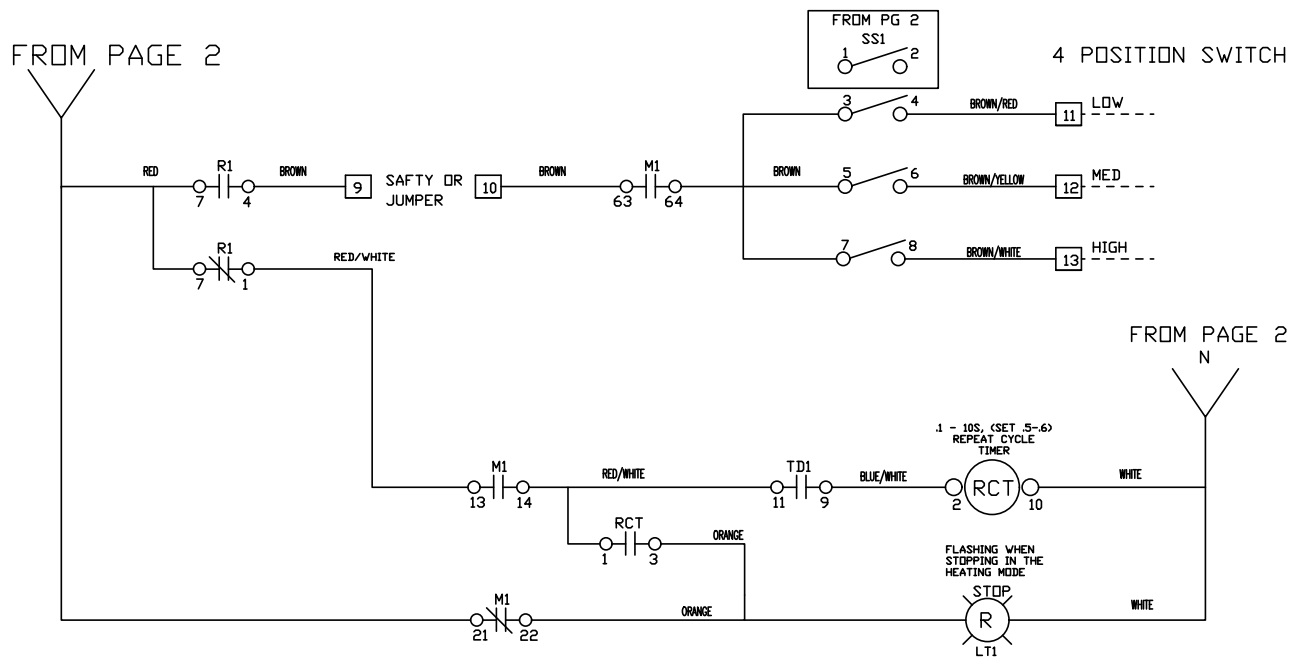 FROM PG 2
SS1
1 2
FROM PAGE 2
4 POSITION SWITCH
3 4
BROWN/RED
11
LOW
RED
R1
7 4
BROWN
9
SAFTY OR
JUMPER
10
BROWN
M1
63 64
BROWN
5 6
BROWN/YELLOW
12
MED
R1
7 1
RED/WHITE
7 8
BROWN/WHITE
13
HIGH
FROM PAGE 2
N
.1 - 10S, (SET .5-.6)
REPEAT CYCLE
TIMER
M1
13 14
RED/WHITE
TD1
11 9
BLUE/WHITE
2
RCT
10
WHITE
RCT
1 3
ORANGE
FLASHING WHEN
STOPPING IN THE
HEATING MODE
STOP
M1
21 22
ORANGE
R
LT1
WHITE